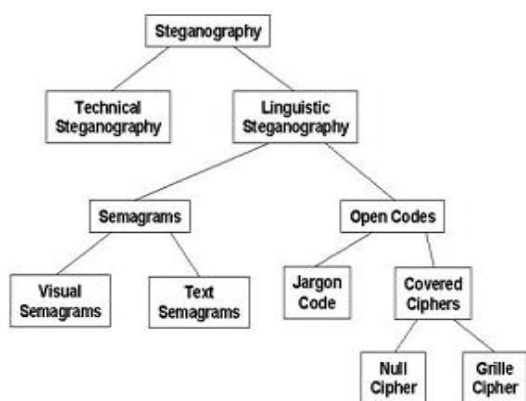 Steganography
Technical
Steganography
Linguistic
Steganography
Semagrams
Open Codes
Visual
Semagrams
Text
Semagrams
Jargon
Code
Covered
Ciphers
Null
Cipher
Grille
Cipher